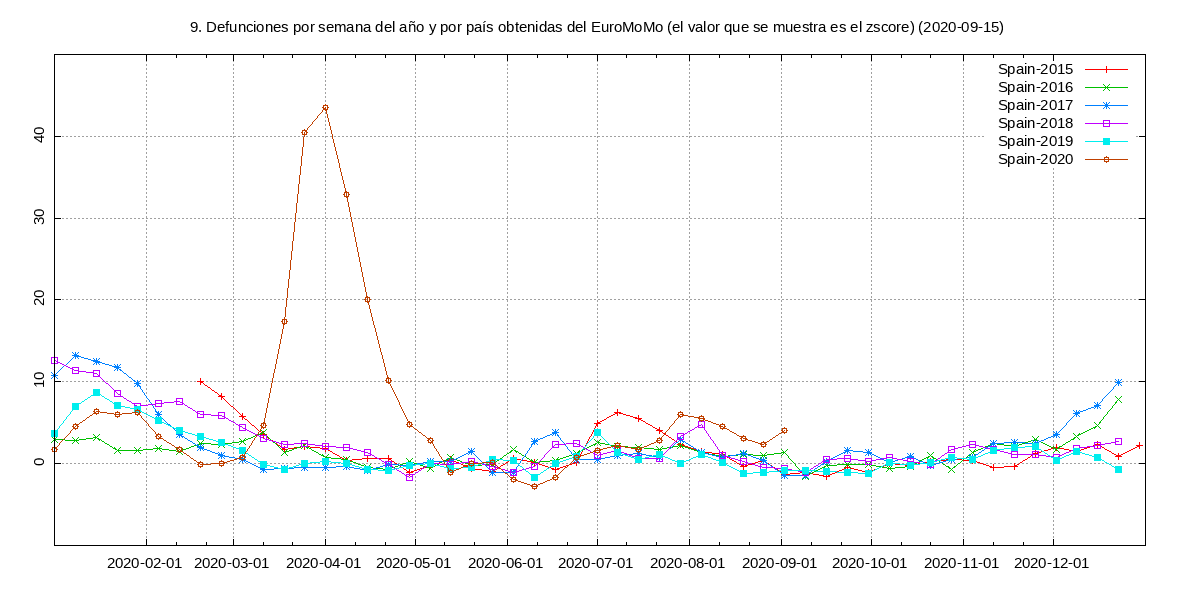 9. Defunciones por semana del año y por país obtenidas del EuroMoMo (el valor que se muestra es el zscore) (2020-09-15)
Spain-2015
Spain-2016
Spain-2017
Spain-2018
Spain-2019
Spain-2020
40
30
20
10
0
2020-02-01 2020-03-01 2020-04-01 2020-05-01 2020-06-01 2020-07-01 2020-08-01 2020-09-01 2020-10-01 2020-11-01 2020-12-01